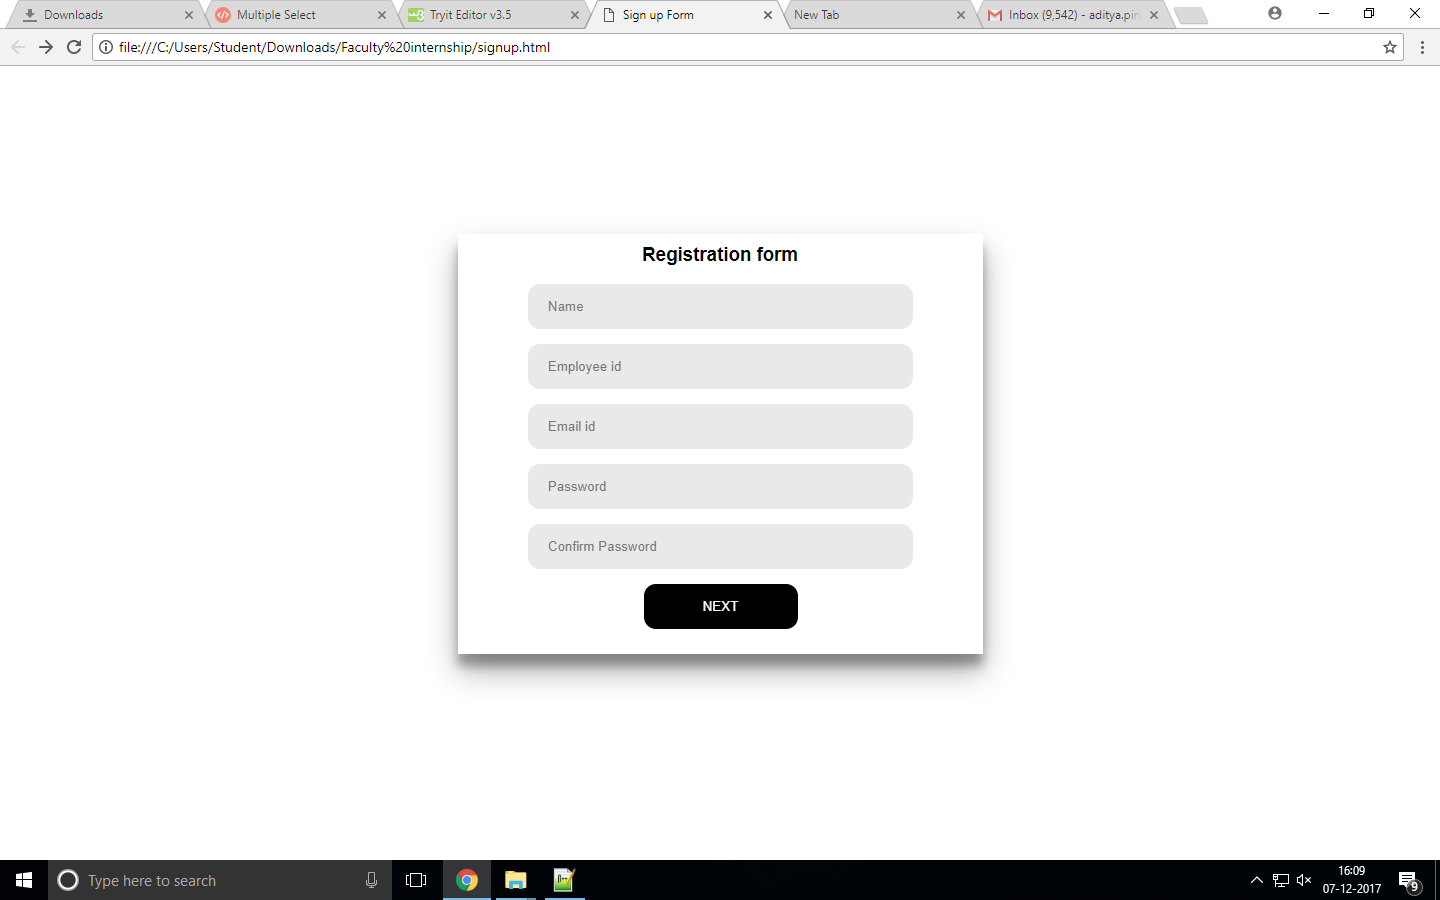 Downloads
Multiple Select
w3
Tryit Editor v3.5
Sign up Form
New Tab
Inbox (9,542) - aditya.pin
file:///C:/Users/Student/Downloads/Faculty%20internship/signup.html
Registration form
Name
Employee id
Email id
Password
Confirm Password
NEXT
Type here to search
16:09
07-12-2017
9